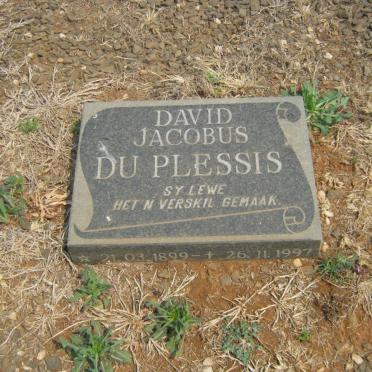 DAVID
JACOBUS
DU PLESSIS
SY LEWE
HET N VERSKIL GEMAAK.
21.03.1899 - † 26.11.1997